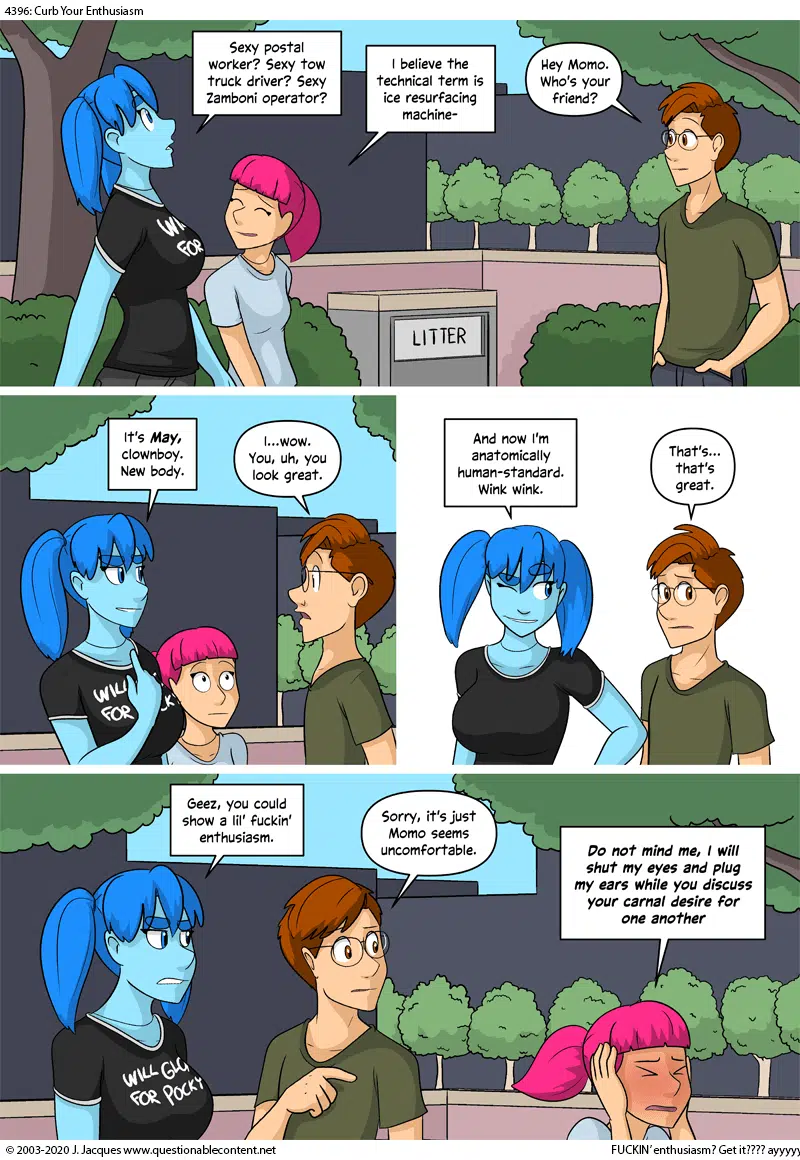 4396: Curb Your Enthusiasm
Sexy postal
worker? Sexy tow
truck driver? Sexy
Zamboni operator?
I believe the
technical term is
ice resurfacing
machine-
Hey Momo.
Who's your
friend?
WI
FOR
LITTER
It's May,
clownboy.
New body.
I...wow.
You, uh, you
look great.
WILL
FOR CKY
And now I'm
anatomically
human-standard.
Wink wink.
That's...
that's
great.
Geez, you could
show a lil' fuckin'
enthusiasm.
Sorry, it's just
Momo seems
uncomfortable.
Do not mind me, I will
shut my eyes and plug
my ears while you discuss
your carnal desire for
one another
WILL
FOR POCKY
© 2003-2020 J. Jacques www.questionablecontent.net
FUCKIN' enthusiasm? Get it???? ayyyyy